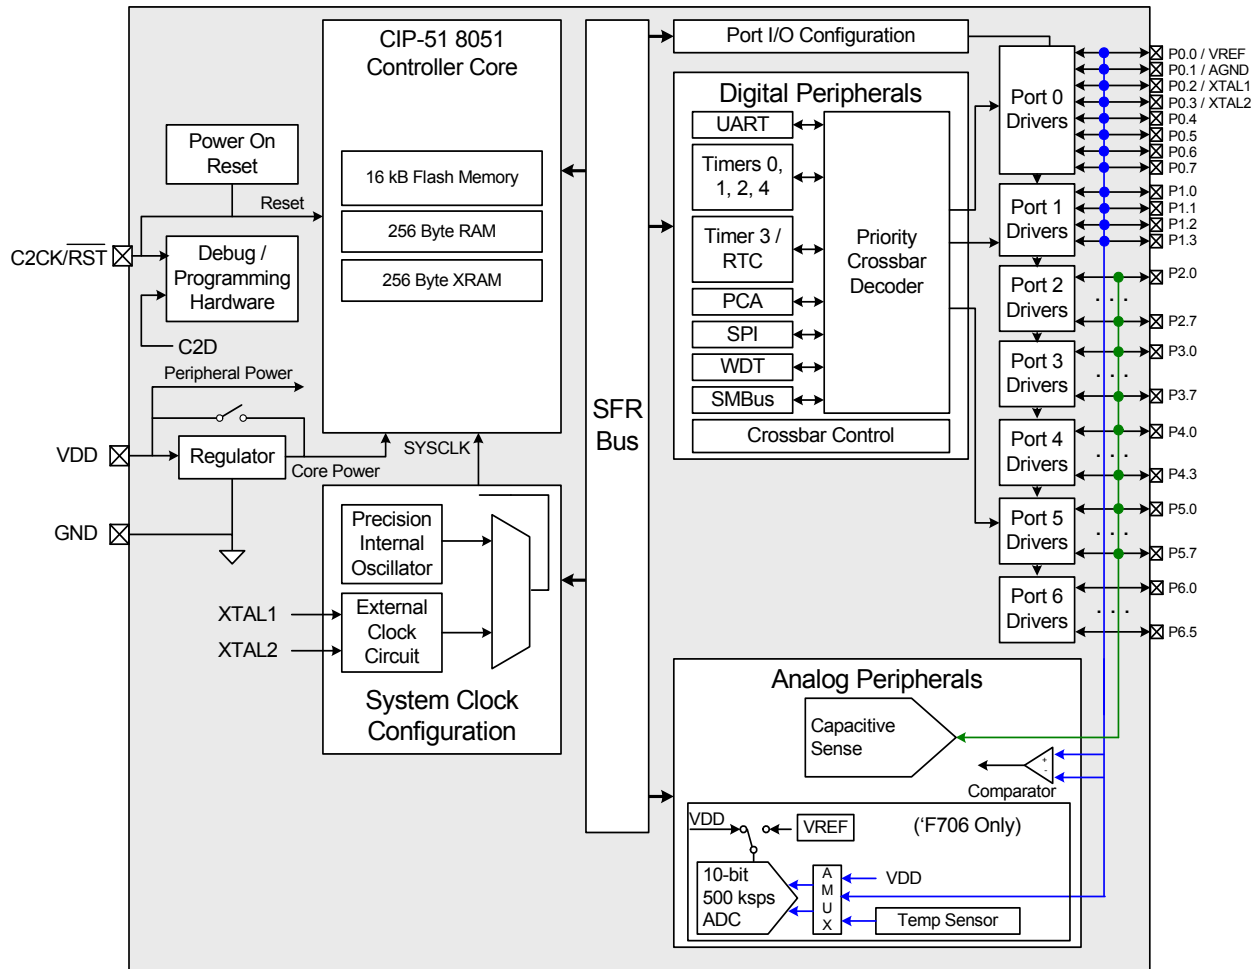 CIP-51 8051
Controller Core
16 kB Flash Memory
256 Byte RAM
256 Byte XRAM
Power On
Reset
Reset
C2CK/RST
Debug /
Programming
Hardware
C2D
Peripheral Power
VDD
Regulator
Core Power
SYSCLK
GND
Precision
Internal
Oscillator
XTAL1
XTAL2
External
Clock
Circuit
System Clock
Configuration
SFR
Bus
Port I/O Configuration
Digital Peripherals
UART
Timers 0,
1, 2, 4
Timer 3 /
RTC
PCA
SPI
WDT
SMBus
Priority
Crossbar
Decoder
Crossbar Control
Port 0
Drivers
Port 1
Drivers
Port 2
Drivers
Port 3
Drivers
Port 4
Drivers
Port 5
Drivers
Port 6
Drivers
P0.0 / VREF
P0.1 / AGND
P0.2 / XTAL1
P0.3 / XTAL2
P0.4
P0.5
P0.6
P0.7
P1.0
P1.1
P1.2
P1.3
P2.0
. . . .
P2.7
P3.0
. . . .
P3.7
P4.0
. . . .
P4.3
P5.0
. . . .
P5.7
P6.0
. . . .
P6.5
Analog Peripherals
Capacitive
Sense
+
-
Comparator
VDD
VREF
('F706 Only)
10-bit
500 ksps
ADC
A
M
U
X
VDD
Temp Sensor